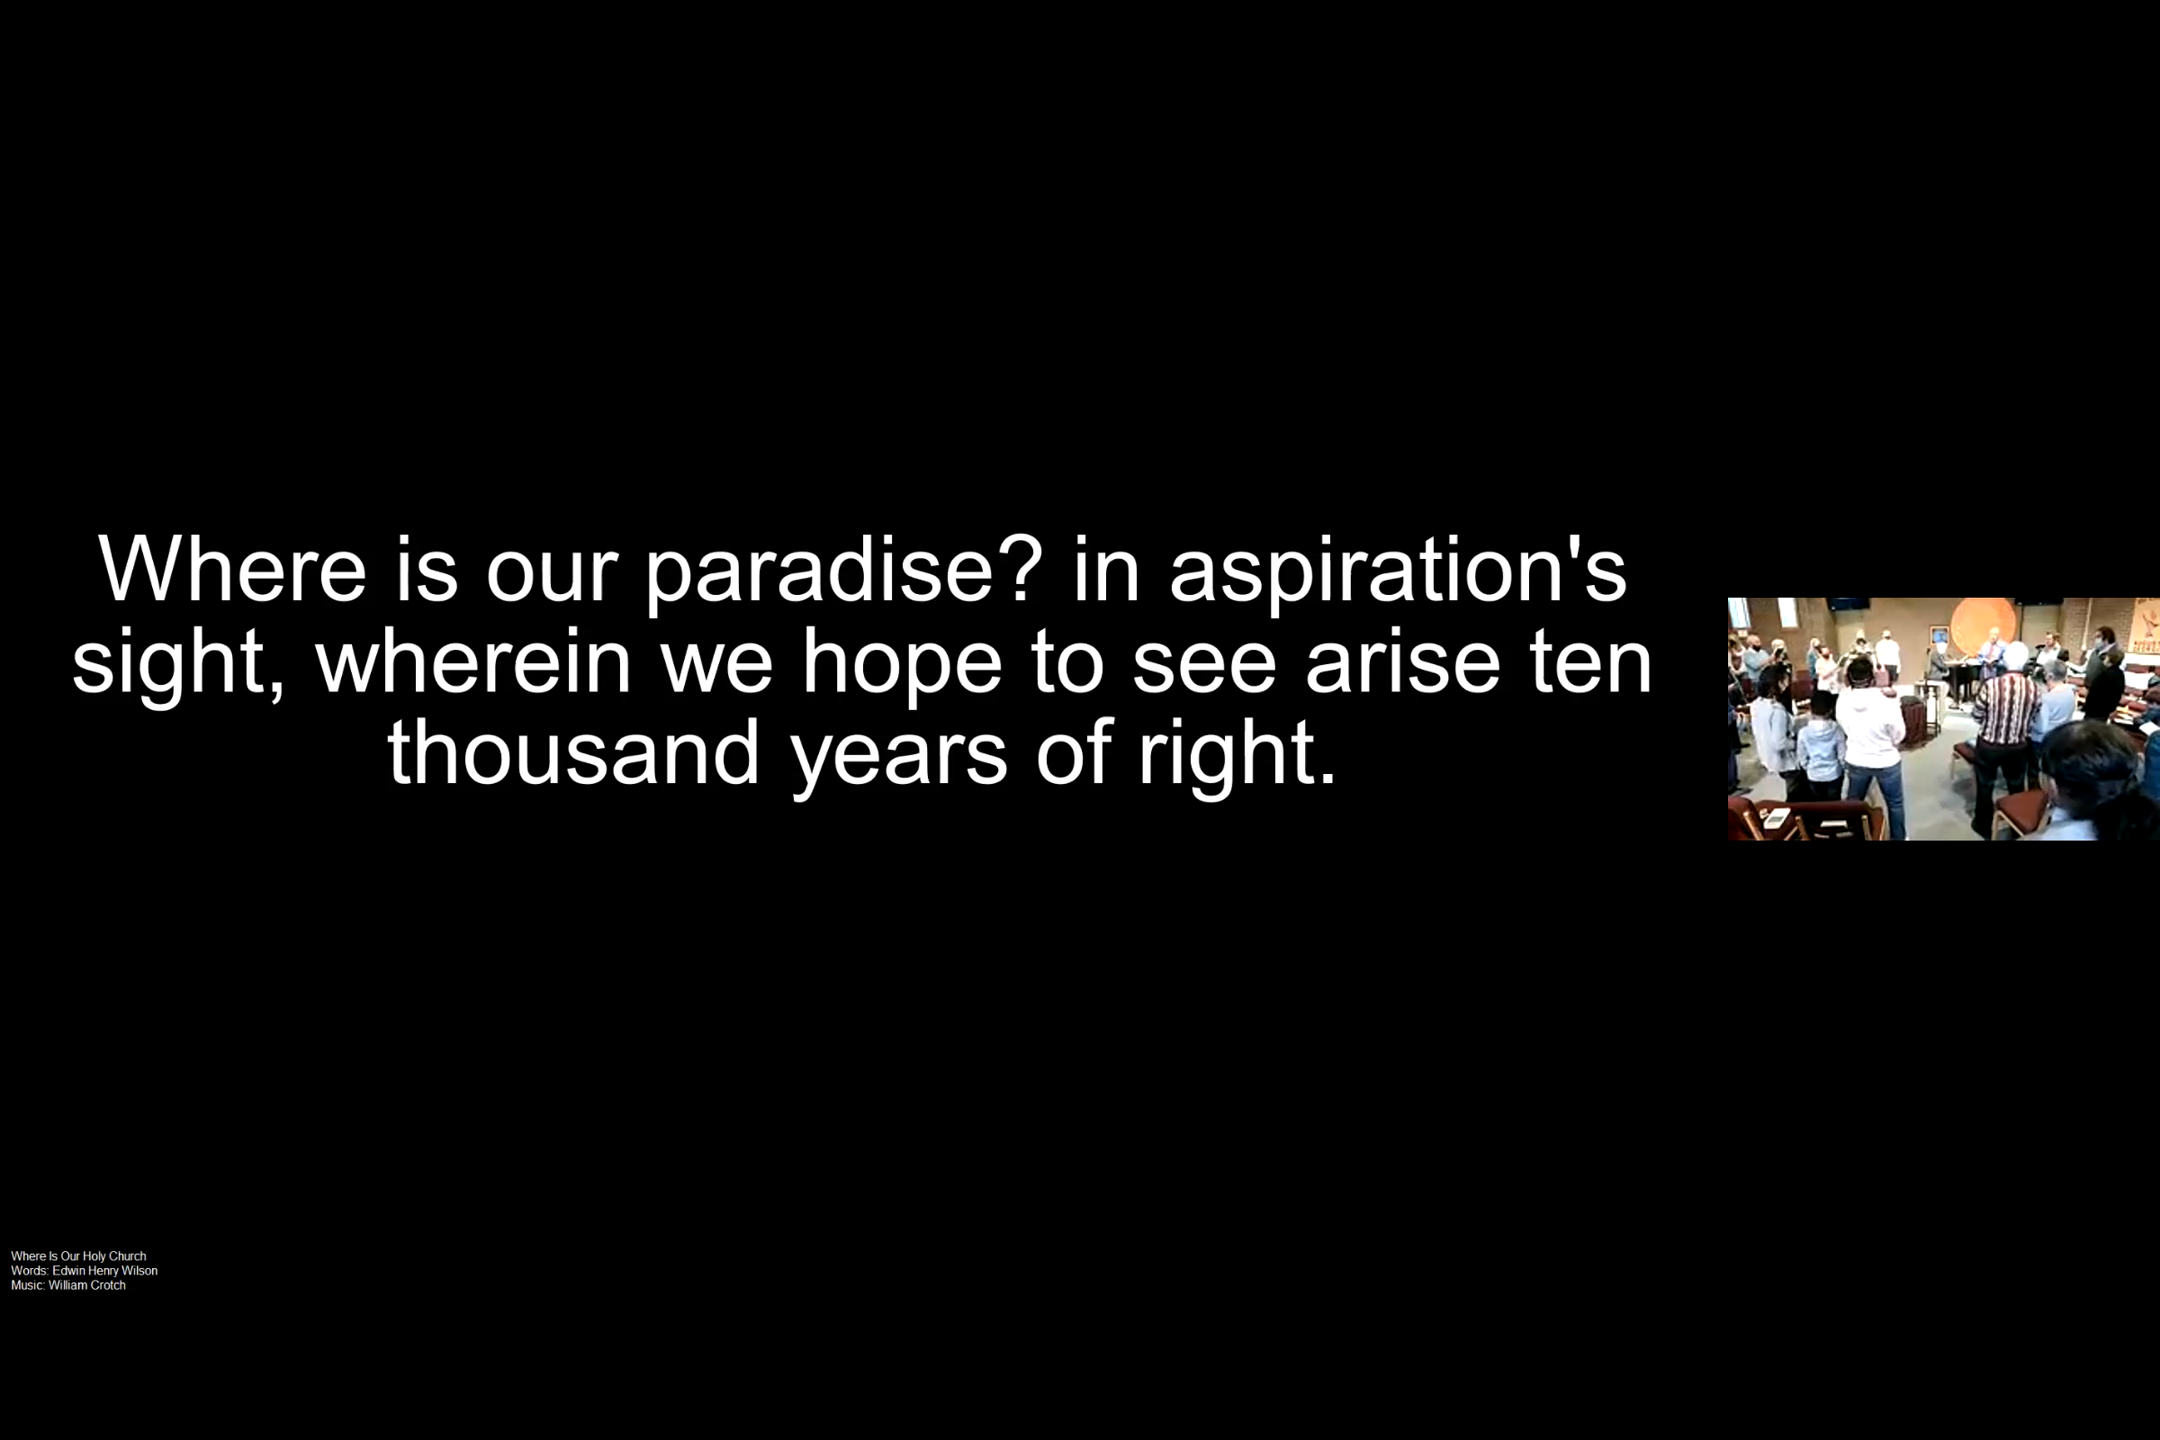 Where is our paradise? in aspiration's
sight, wherein we hope to see arise ten
thousand years of right.
Where Is Our Holy Church
Words: Edwin Henry Wilson
Music: William Crotch